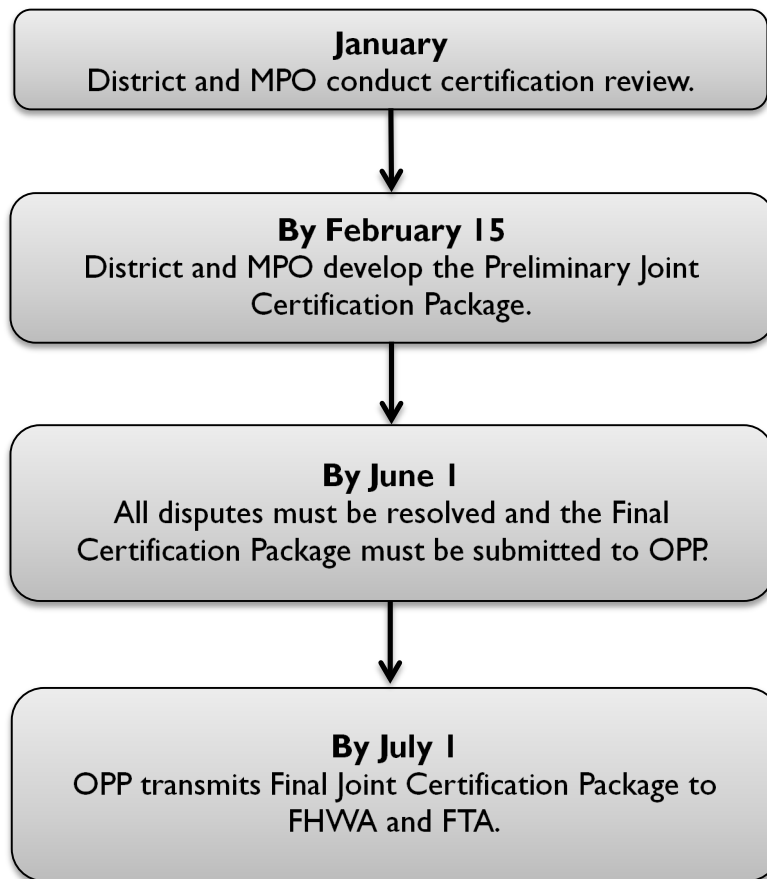 January
District and MPO conduct certification review.
By February 15
District and MPO develop the Preliminary Joint
Certification Package.
By June 1
All disputes must be resolved and the Final
Certification Package must be submitted to OPP.
By July 1
OPP transmits Final Joint Certification Package to
FHWA and FTA.